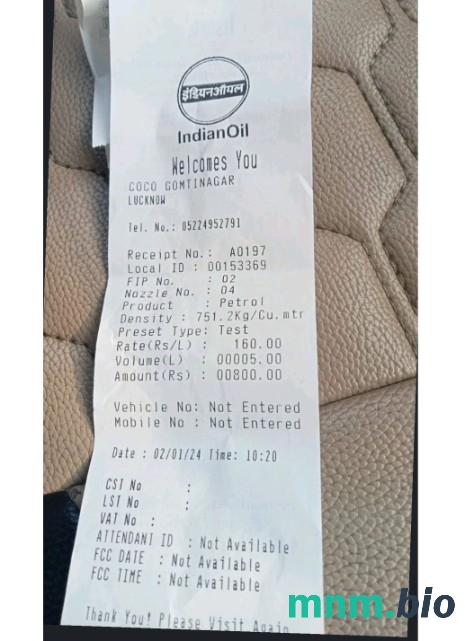 इंडियनऑयल
IndianOil
Welcomes You
COCO GOMTINAGAR
LUCKNOW
Tel. No.: 05224952791
Receipt No.: A0197
Local ID : 00153369
FIP No. : 02
Nozzle No. : 04
Product : Petrol
Density : 751.2Kg/Cu.mtr
Preset Type: Test
Rate(Rs/L) : 160.00
Volume(L) : 00005.00
Amount(Rs) : 00800.00
Vehicle No: Not Entered
Mobile No : Not Entered
Date : 02/01/24 Time: 10:20
CST No :
LST No :
VAT No :
ATTENDANT ID : Not Available
FCC DATE : Not Available
FCC TIME : Not Available
Thank You! Please Visit Again
mnm.bio